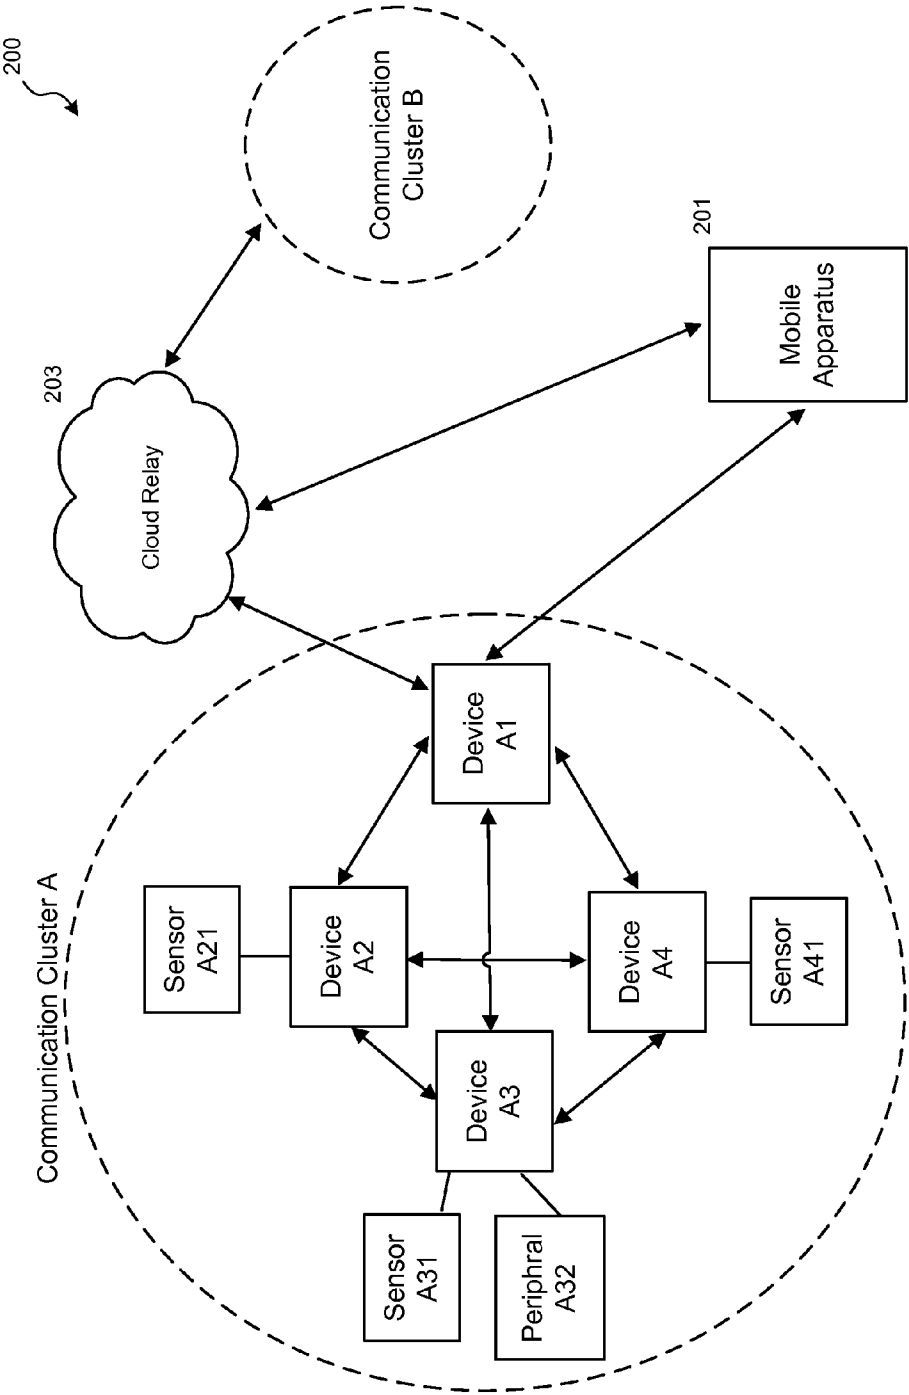 200
Communication Cluster A
203
Cloud Relay
Communication
Cluster B
201
Mobile
Apparatus
Sensor
A21
Device
A2
Device
A1
Device
A3
Device
A4
Sensor
A31
Periphral
A32
Sensor
A41